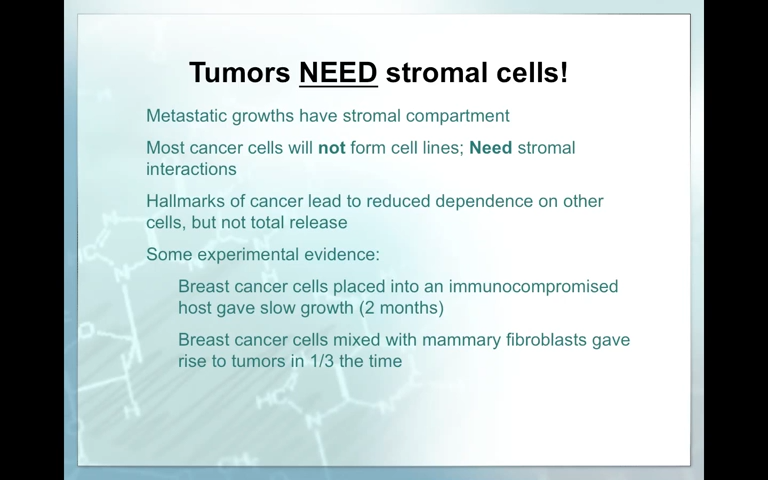 Tumors NEED stromal cells!
Metastatic growths have stromal compartment
Most cancer cells will not form cell lines; Need stromal
interactions
Hallmarks of cancer lead to reduced dependence on other
cells, but not total release
Some experimental evidence:
Breast cancer cells placed into an immunocompromised
host gave slow growth (2 months)
Breast cancer cells mixed with mammary fibroblasts gave
rise to tumors in 1/3 the time